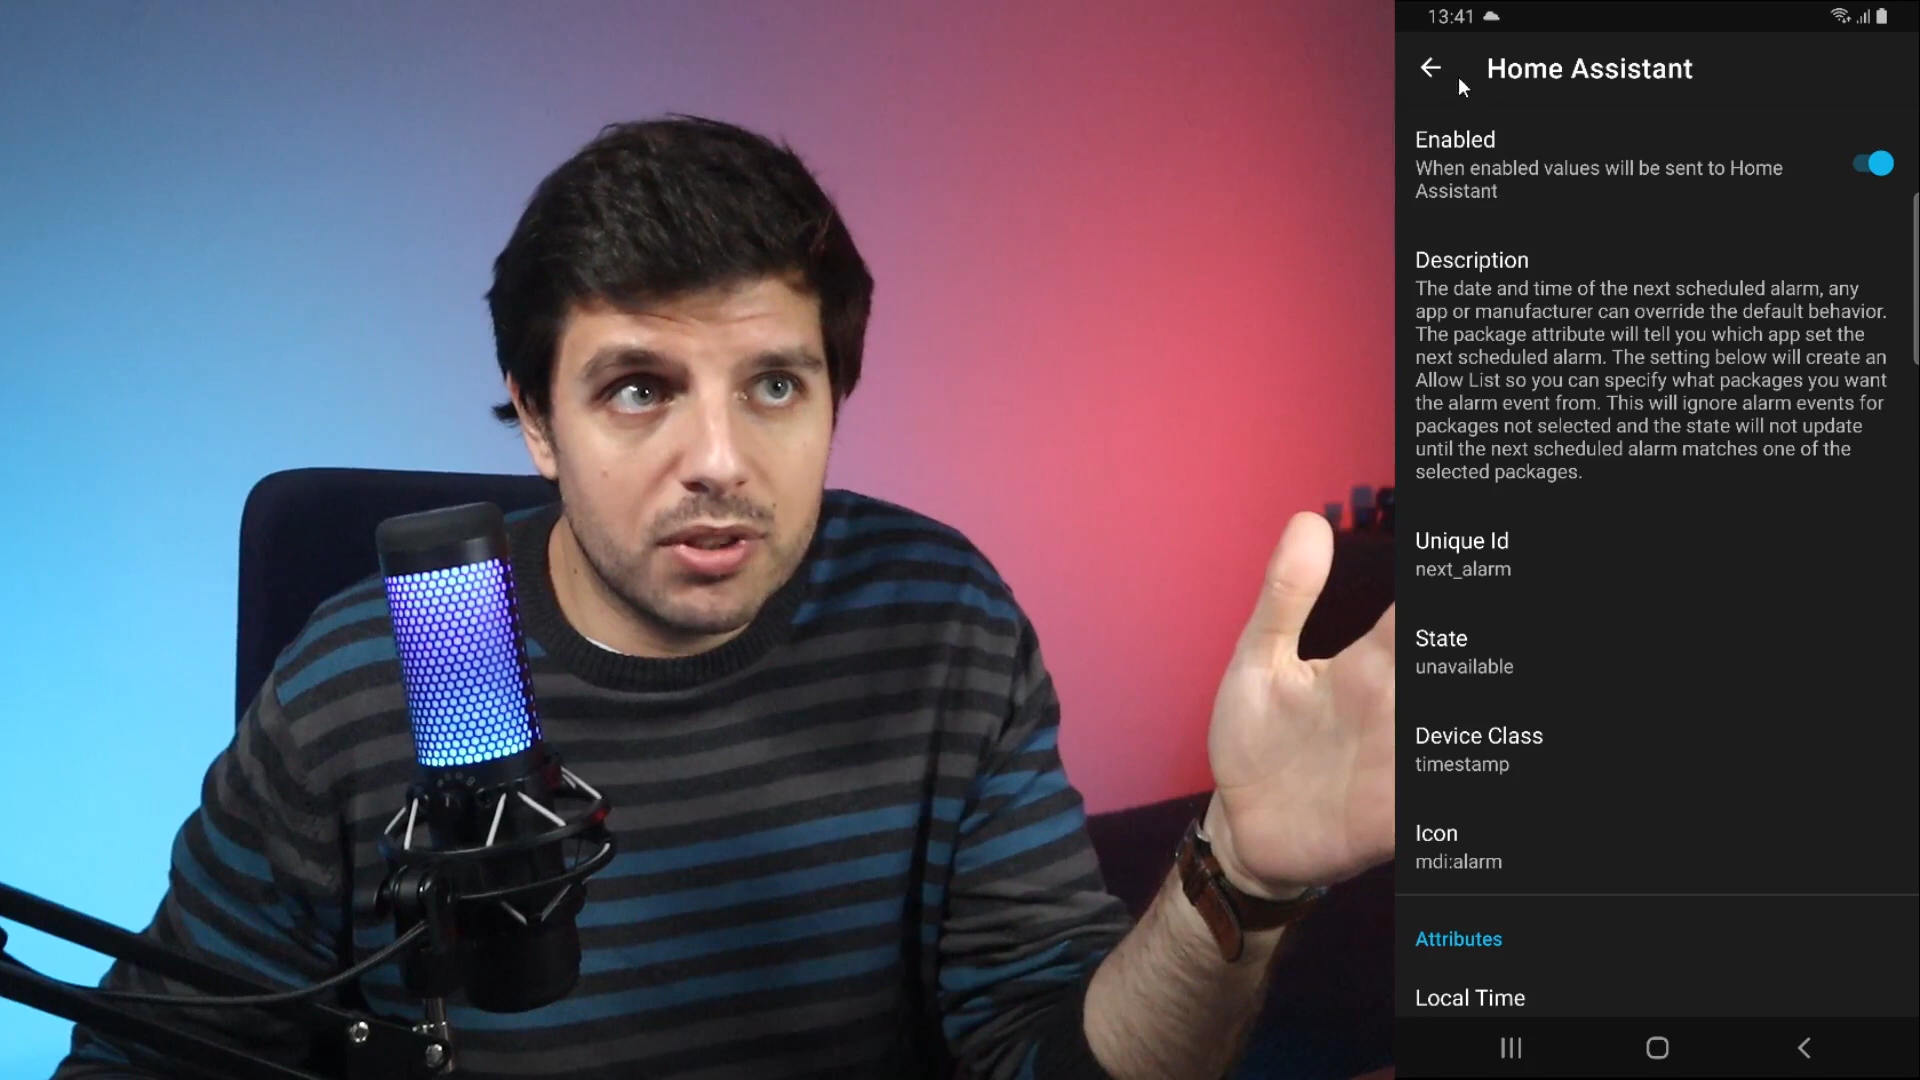 13:41
Home Assistant
Enabled
When enabled values will be sent to Home
Assistant
Description
The date and time of the next scheduled alarm, any
app or manufacturer can override the default behavior.
The package attribute will tell you which app set the
next scheduled alarm. The setting below will create an
Allow List so you can specify what packages you want
the alarm event from. This will ignore alarm events for
packages not selected and the state will not update
until the next scheduled alarm matches one of the
selected packages.
Unique Id
next_alarm
State
unavailable
Device Class
timestamp
Icon
mdi:alarm
Attributes
Local Time